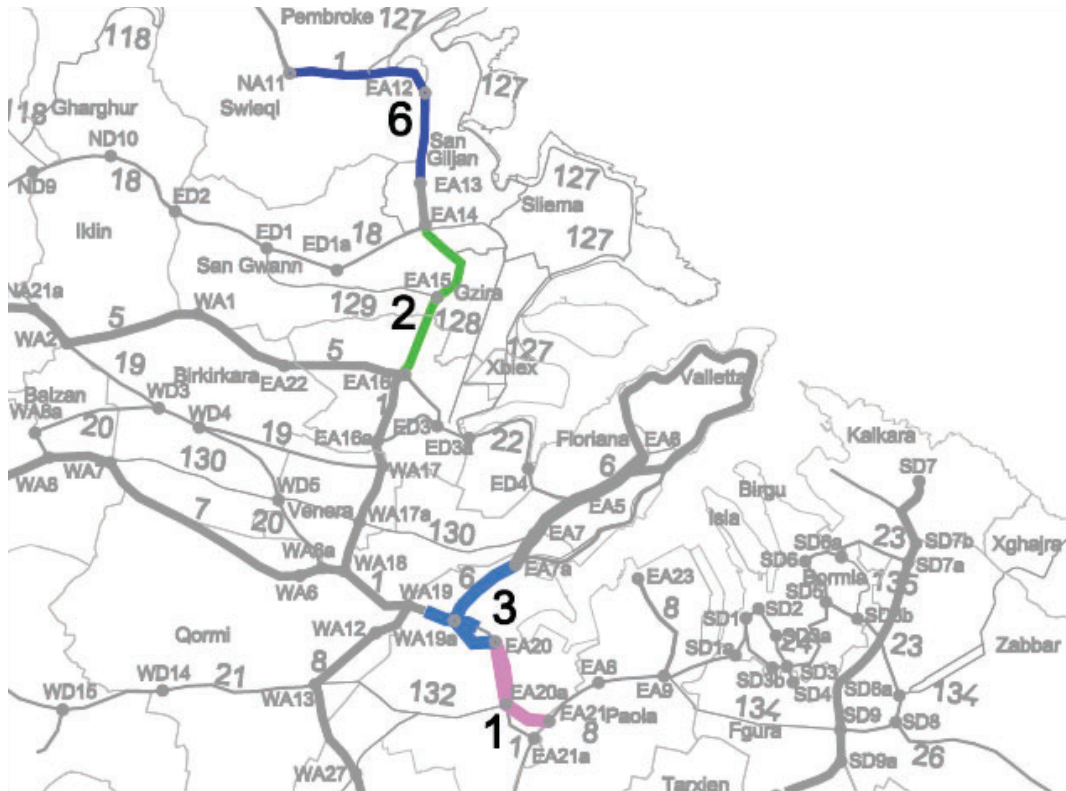 Pembroke
127
118
1
NA11
EA12
127
Swieqi
118
Gharghur
6
San
Giljan
ND10
ND9
18
EA13
127
Sliema
ED2
EA14
Iklin
ED1
18
127
ED1a
San Gwann
EA15
Gzira
NA21a
WA1
129
2
128
5
WA2
127
5
Xbiex
Valletta
19
Birkirkara
EA22
EA16
Balzan
WD3
WA8a
1
WD4
ED3
Kalkara
20
19
EA16a
ED3a
22
Floriana
EA6
WA7
130
WA17
6
SD7
WA8
ED4
Birgu
WD5
EA5
7
Venera
Isla
20
WA17a
130
EA7
SD6a
23
SD7b
Xghajra
WA6a
WA18
SD6
SD7a
EA7a
Bormla
135
WA6
1
6
EA23
WA19
3
SD5
SD2
8
SD1
SD5b
Qormi
WA12
WA19a
EA20
SD3a
23
Zabbar
24
SD1a
8
EA8
SD3
WD14
21
SD3b
SD4
WD15
WA13
132
EA20a
EA9
SD8a
134
134
1
EA21
Paola
SD9
SD8
8
Fgura
1
EA21a
26
SD9a
WA27
Tarxien